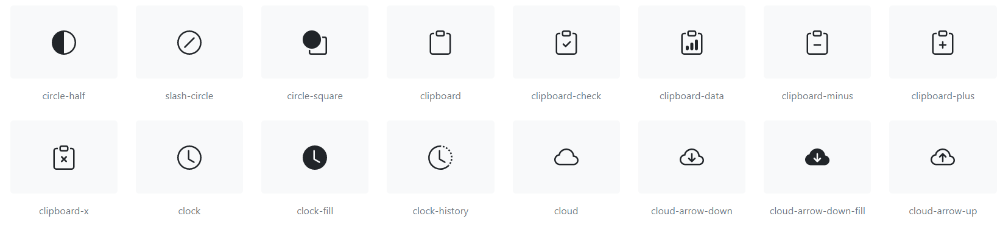 circle-half
slash-circle
circle-square
clipboard
clipboard-check
clipboard-data
clipboard-minus
clipboard-plus
clipboard-x
clock
clock-fill
clock-history
cloud
cloud-arrow-down
cloud-arrow-down-fill
cloud-arrow-up